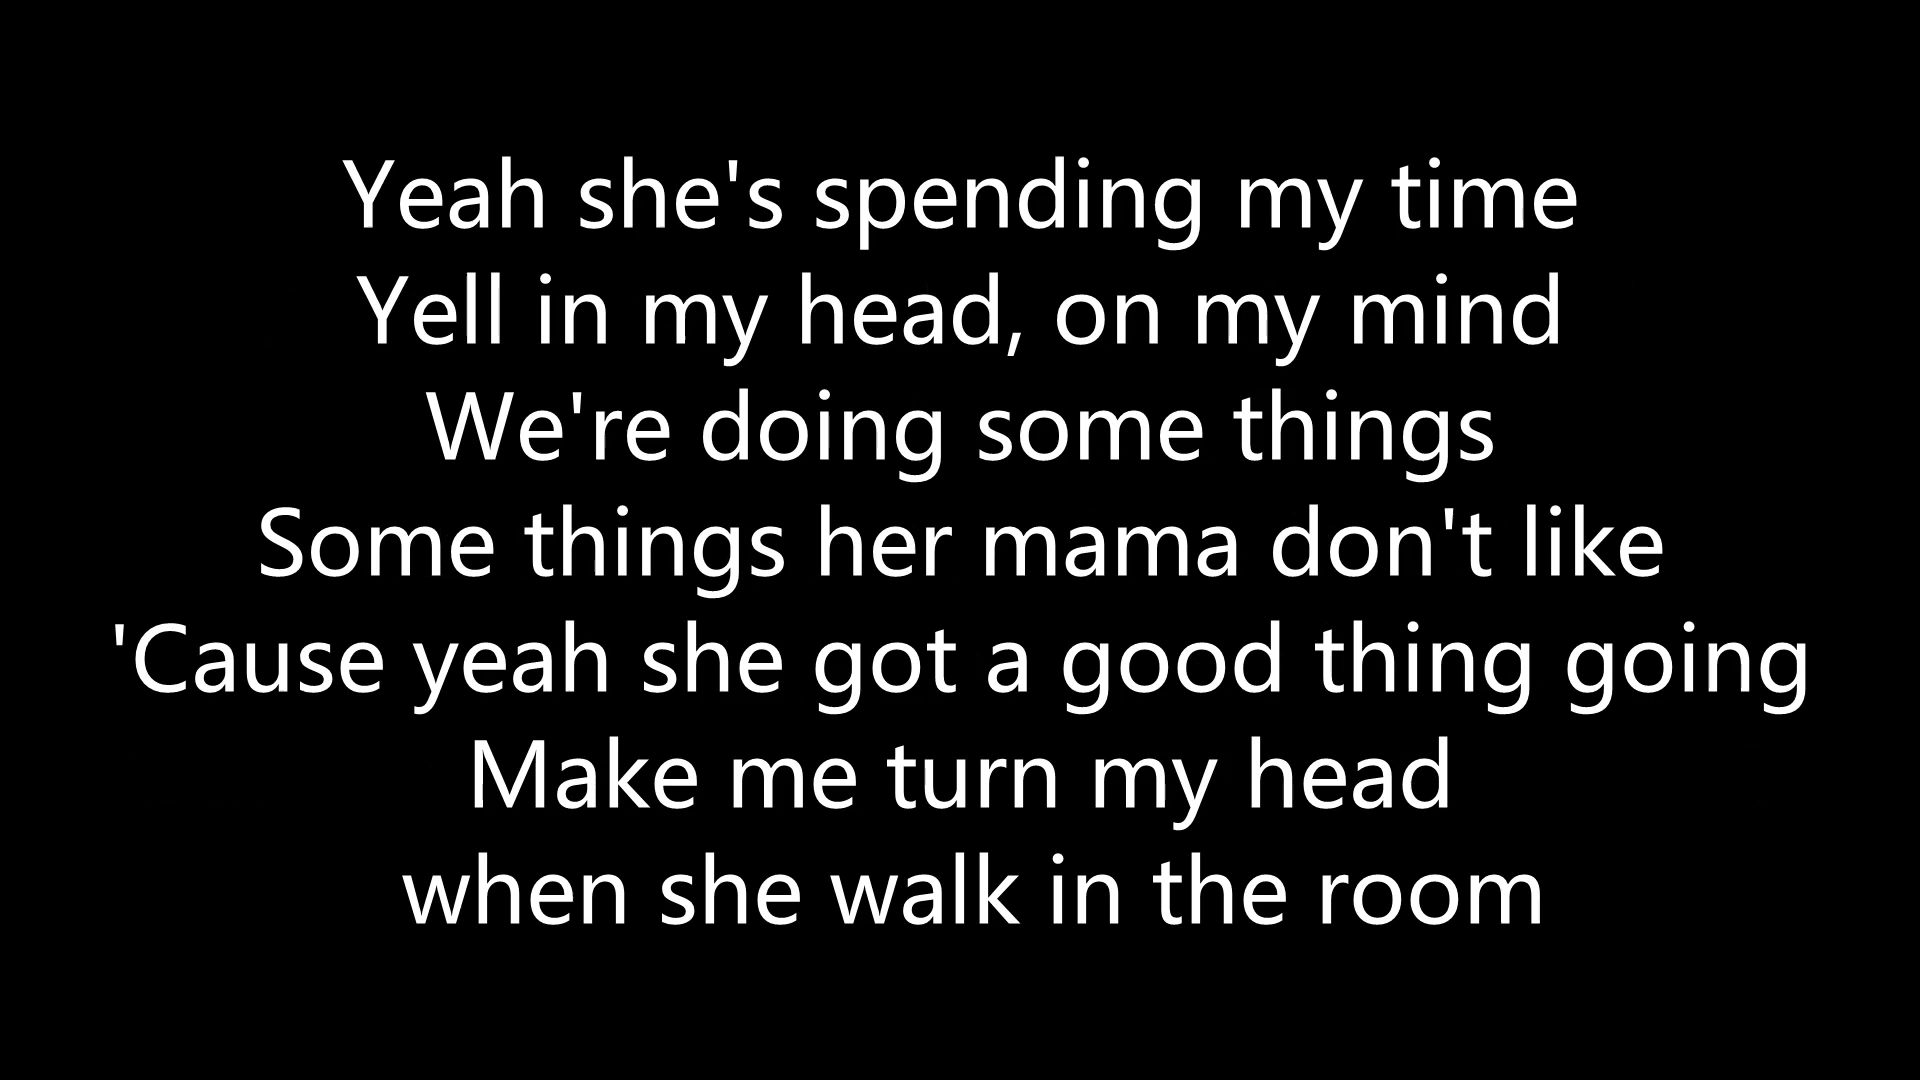 Yeah she's spending my time
Yell in my head, on my mind
We're doing some things
Some things her mama don't like
'Cause yeah she got a good thing going
Make me turn my head
when she walk in the room